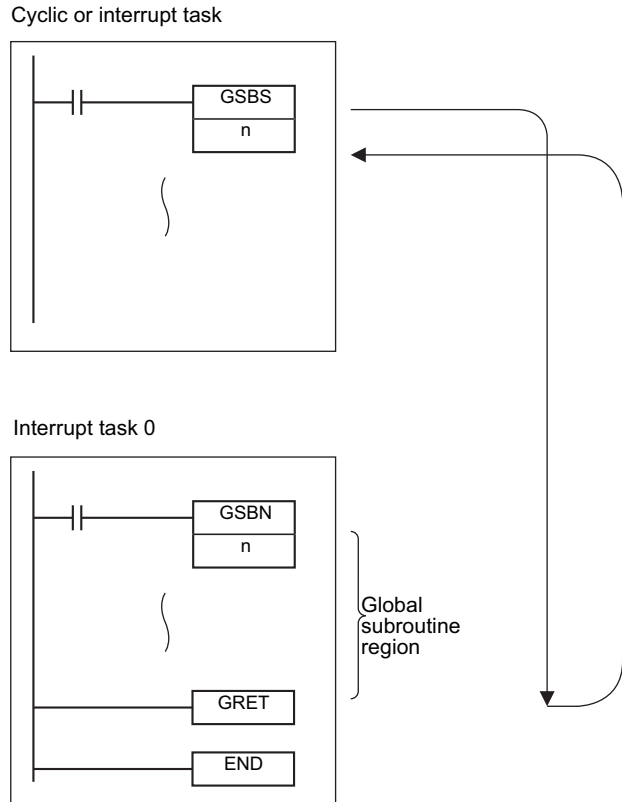 Cyclic or interrupt task
GSBS
n
Interrupt task 0
GSBN
n
Global
subroutine
region
GRET
END